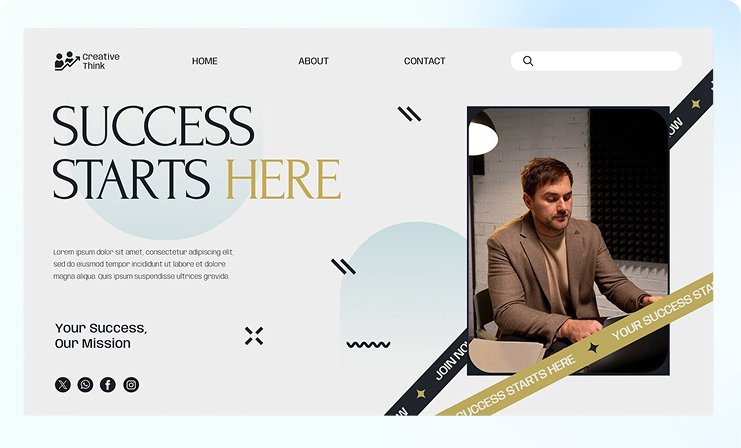 Creative
Think
HOME
ABOUT
CONTACT
SUCCESS
STARTS HERE
Lorem ipsum dolor sit amet, consectetur adipiscing elit,
sed do eiusmod tempor incididunt ut labore et dolore
magna aliqua. Quis ipsum suspendisse ultrices gravida.
Your Success,
Our Mission
OW
JOIN NO
OW
SUCCESS STARTS HERE
YOUR SUCCESS STA